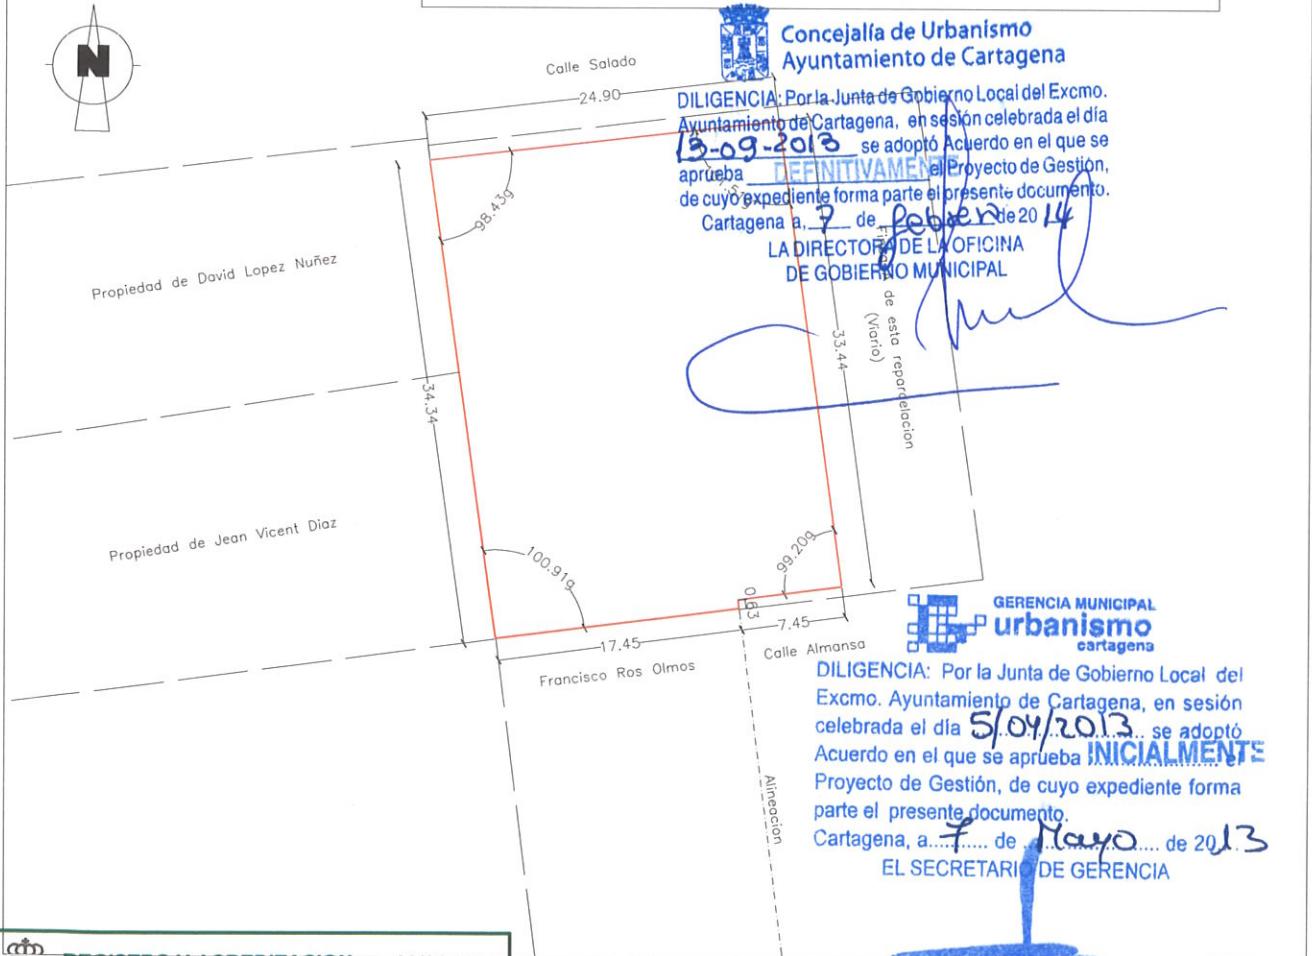 N
Calle Salado
24.90
Concejalía de Urbanismo
Ayuntamiento de Cartagena
DILIGENCIA: Por la Junta de Gobierno Local del Excmo.
Ayuntamiento de Cartagena, en sesión celebrada el día
13-09-2013 se adoptó Acuerdo en el que se
aprueba DEFINITIVAMENTE el Proyecto de Gestión,
de cuyo expediente forma parte el presente documento.
Cartagena a, 7 de febrero de 2014
LA DIRECTORA DE LA OFICINA
DE GOBIERNO MUNICIPAL
98.43g
Propiedad de David Lopez Nuñez
de esta reparcelacion
(Viario)
33.44
34.34
Propiedad de Jean Vicent Diaz
100.91g
99.20g
0.63
17.45
7.45
Francisco Ros Olmos
Calle Almansa
Alineacion
GERENCIA MUNICIPAL
urbanismo
cartagena
DILIGENCIA: Por la Junta de Gobierno Local del
Excmo. Ayuntamiento de Cartagena, en sesión
celebrada el día 5/04/2013 se adoptó
Acuerdo en el que se aprueba INICIALMENTE el
Proyecto de Gestión, de cuyo expediente forma
parte el presente documento.
Cartagena, a 7 de Mayo de 2013
EL SECRETARIO DE GERENCIA